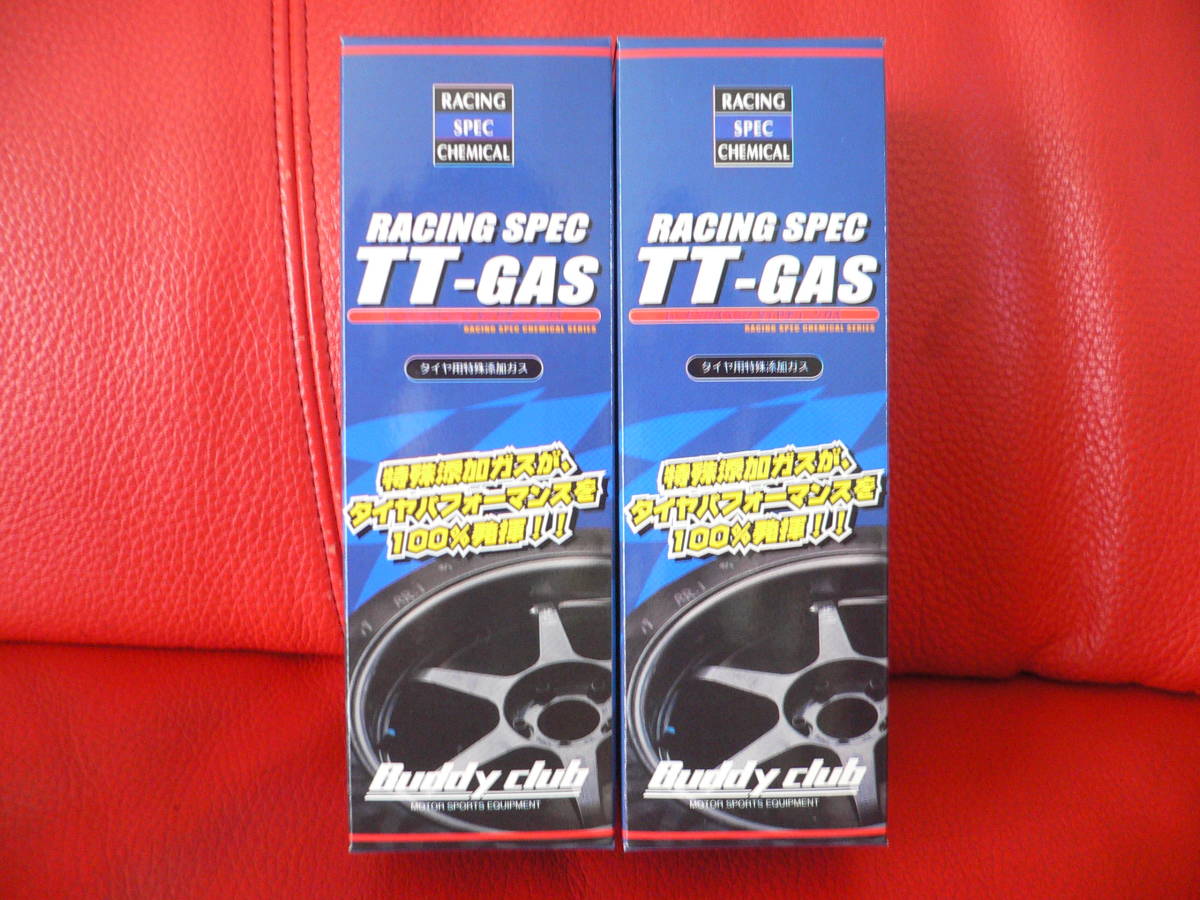 RACING
SPEC
CHEMICAL
RACING SPEC
TT-GAS
RACING SPEC CHEMICAL SERIES
タイヤ用特殊添加ガス
特殊添加ガスが、
タイヤパフォーマンスを
100%発揮!!
RR-1
Buddy club
MOTOR SPORTS EQUIPMENT
RACING
SPEC
CHEMICAL
RACING SPEC
TT-GAS
RACING SPEC CHEMICAL SERIES
タイヤ用特殊添加ガス
特殊添加ガスが、
タイヤパフォーマンスを
100%発揮!!
RR-1
Buddy club
MOTOR SPORTS EQUIPMENT